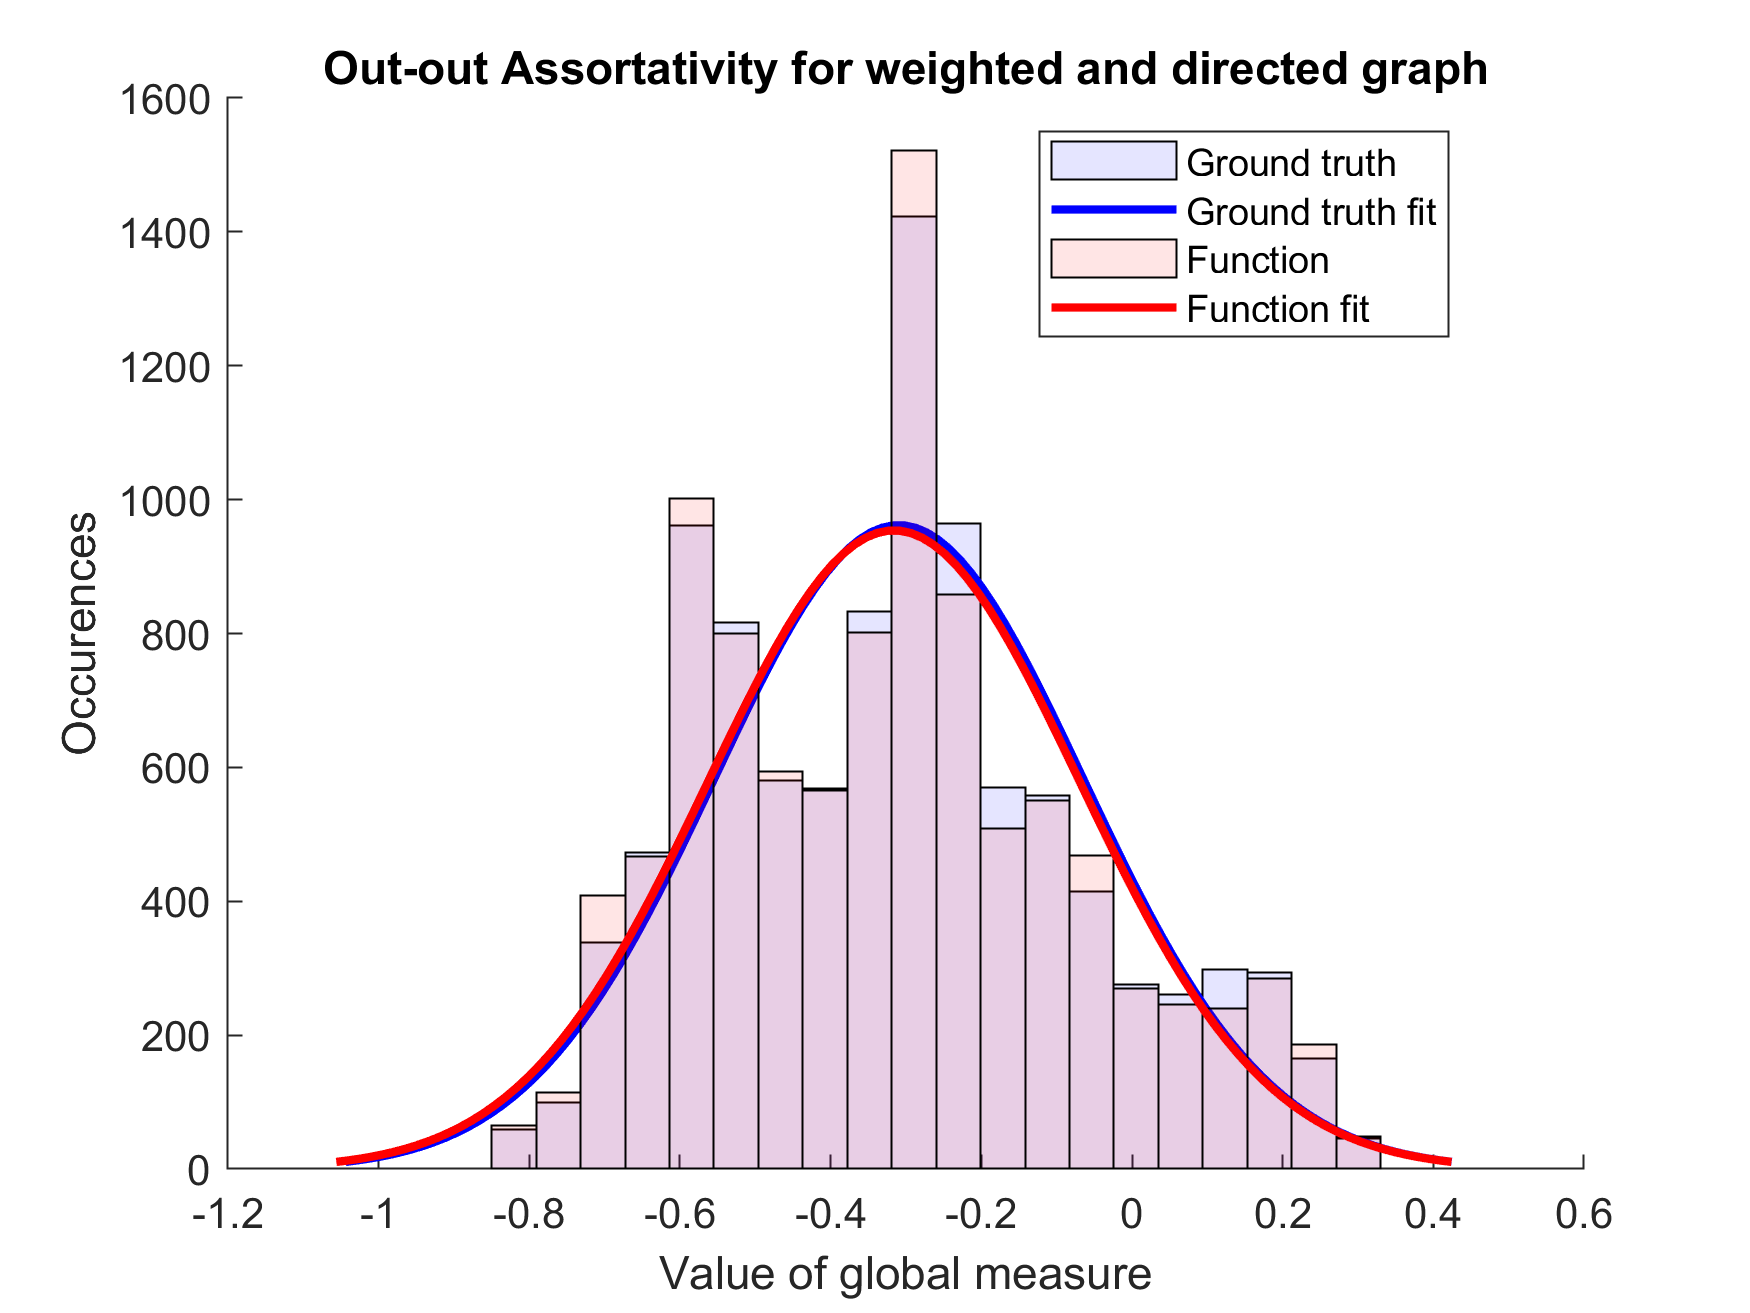 Out-out Assortativity for weighted and directed graph
1600
1400
1200
1000
800
600
400
200
0
Occurences
Ground truth
Ground truth fit
Function
Function fit
-1.2 -1 -0.8 -0.6 -0.4 -0.2 0 0.2 0.4 0.6
Value of global measure